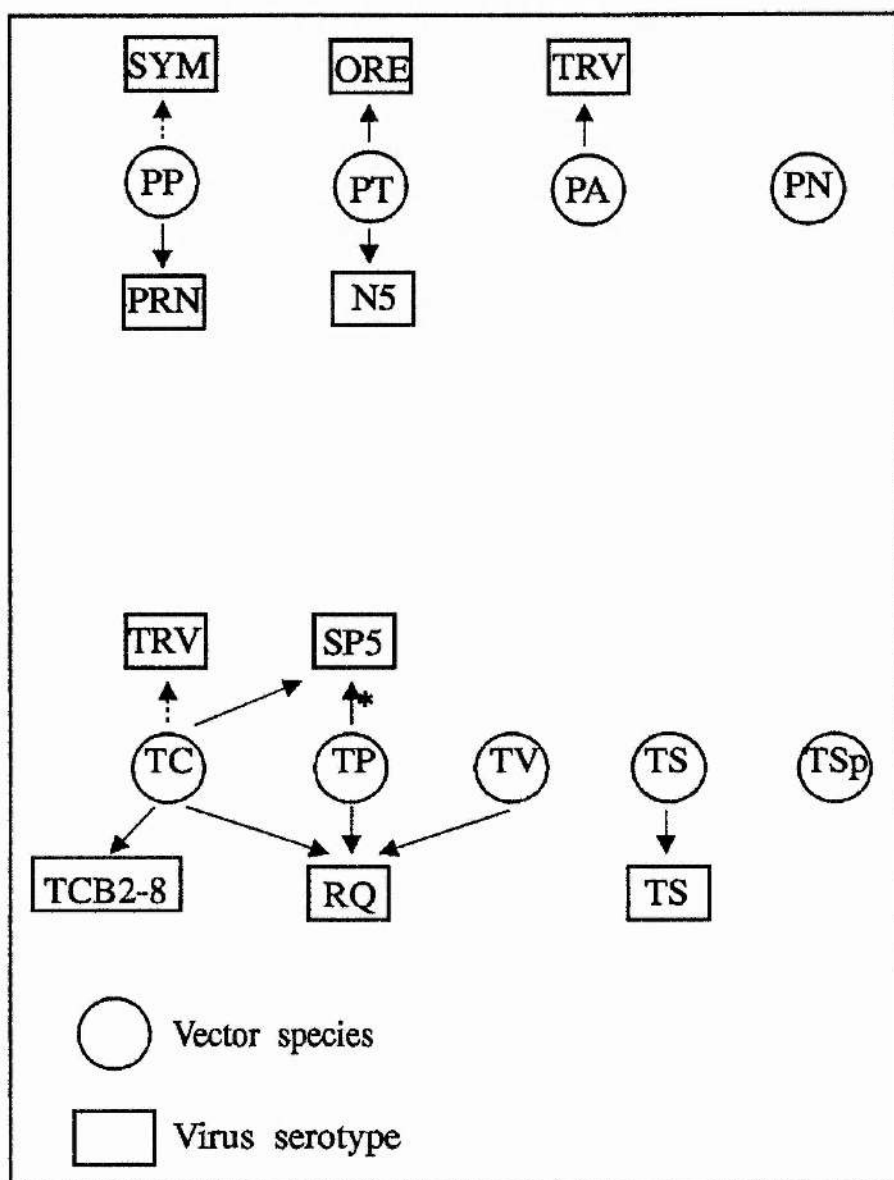 SYM ORE TRV
PP PT PA PN
PRN N5
TRV SP5
*
TC TP TV TS TSp
TCB2-8 RQ TS
Vector species
Virus serotype